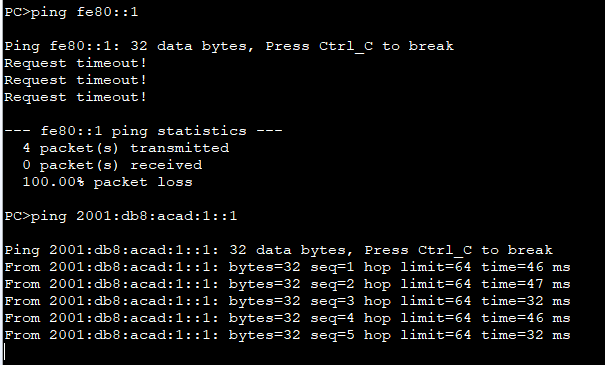 PC>ping fe80::1
Ping fe80::1: 32 data bytes, Press Ctrl_C to break
Request timeout!
Request timeout!
Request timeout!
--- fe80::1 ping statistics ---
4 packet(s) transmitted
0 packet(s) received
100.00% packet loss
PC>ping 2001:db8:acad:1::1
Ping 2001:db8:acad:1::1: 32 data bytes, Press Ctrl_C to break
From 2001:db8:acad:1::1: bytes=32 seq=1 hop limit=64 time=46 ms
From 2001:db8:acad:1::1: bytes=32 seq=2 hop limit=64 time=47 ms
From 2001:db8:acad:1::1: bytes=32 seq=3 hop limit=64 time=32 ms
From 2001:db8:acad:1::1: bytes=32 seq=4 hop limit=64 time=46 ms
From 2001:db8:acad:1::1: bytes=32 seq=5 hop limit=64 time=32 ms